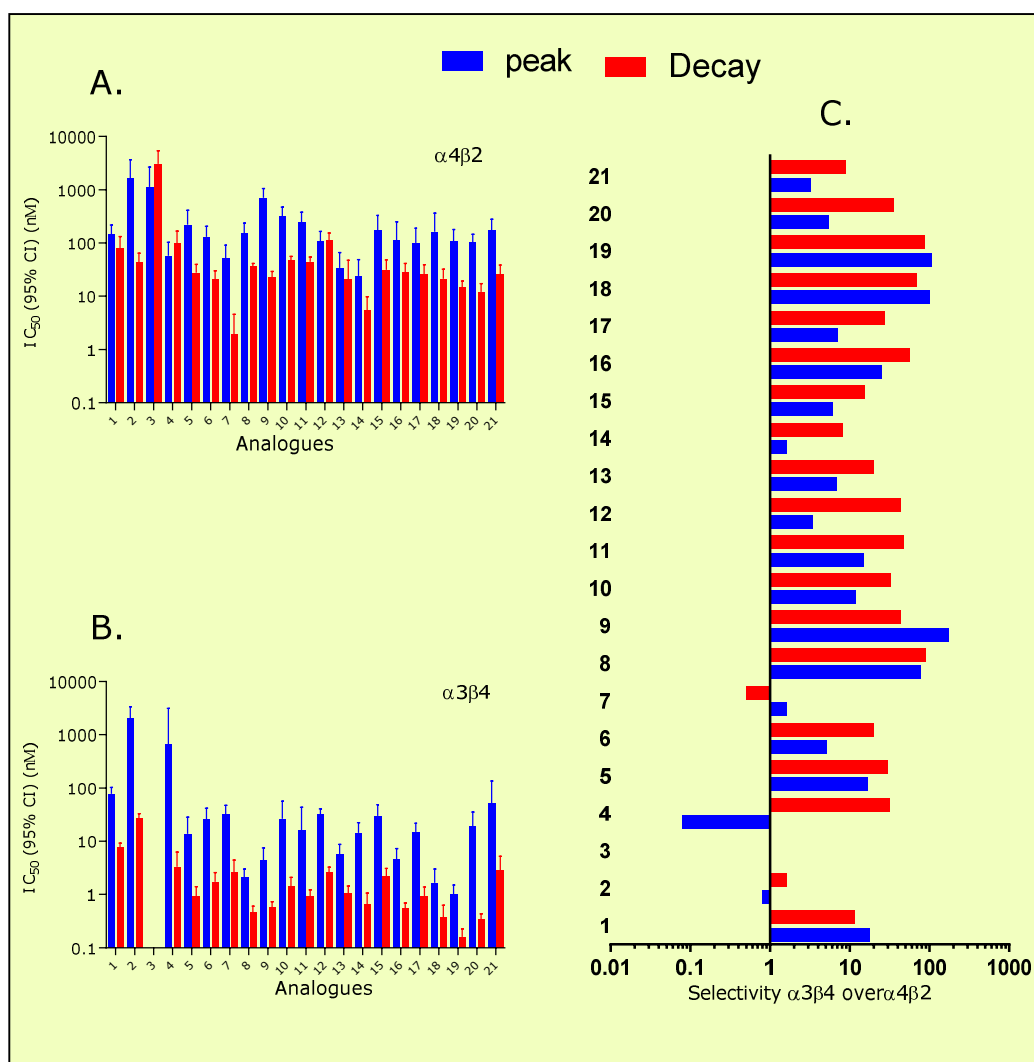 peak Decay
A.
α4β2
IC50 (95% CI) (nM)
10000
1000
100
10
1
0.1
1 2 3 4 5 6 7 8 9 10 11 12 13 14 15 16 17 18 19 20 21
Analogues
B.
α3β4
IC50 (95% CI) (nM)
10000
1000
100
10
1
0.1
1 2 3 4 5 6 7 8 9 10 11 12 13 14 15 16 17 18 19 20 21
Analogues
C.
21
20
19
18
17
16
15
14
13
12
11
10
9
8
7
6
5
4
3
2
1
0.01 0.1 1 10 100 1000
Selectivity α3β4 overα4β2